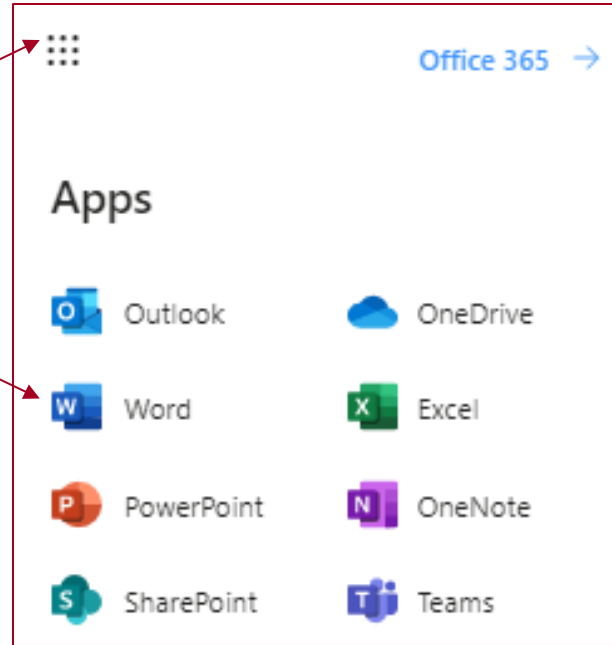 Office 365 →
Apps
Outlook OneDrive
Word Excel
PowerPoint OneNote
SharePoint Teams